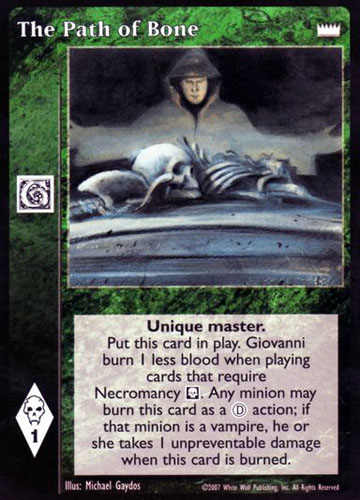 The Path of Bone
Unique master.
Put this card in play. Giovanni
burn 1 less blood when playing
cards that require
Necromancy. Any minion may
burn this card as a Ⓓ action; if
that minion is a vampire, he or
she takes 1 unpreventable damage
when this card is burned.
1
Illus: Michael Gaydos
©2007 White Wolf Publishing, Inc. All Rights Reserved